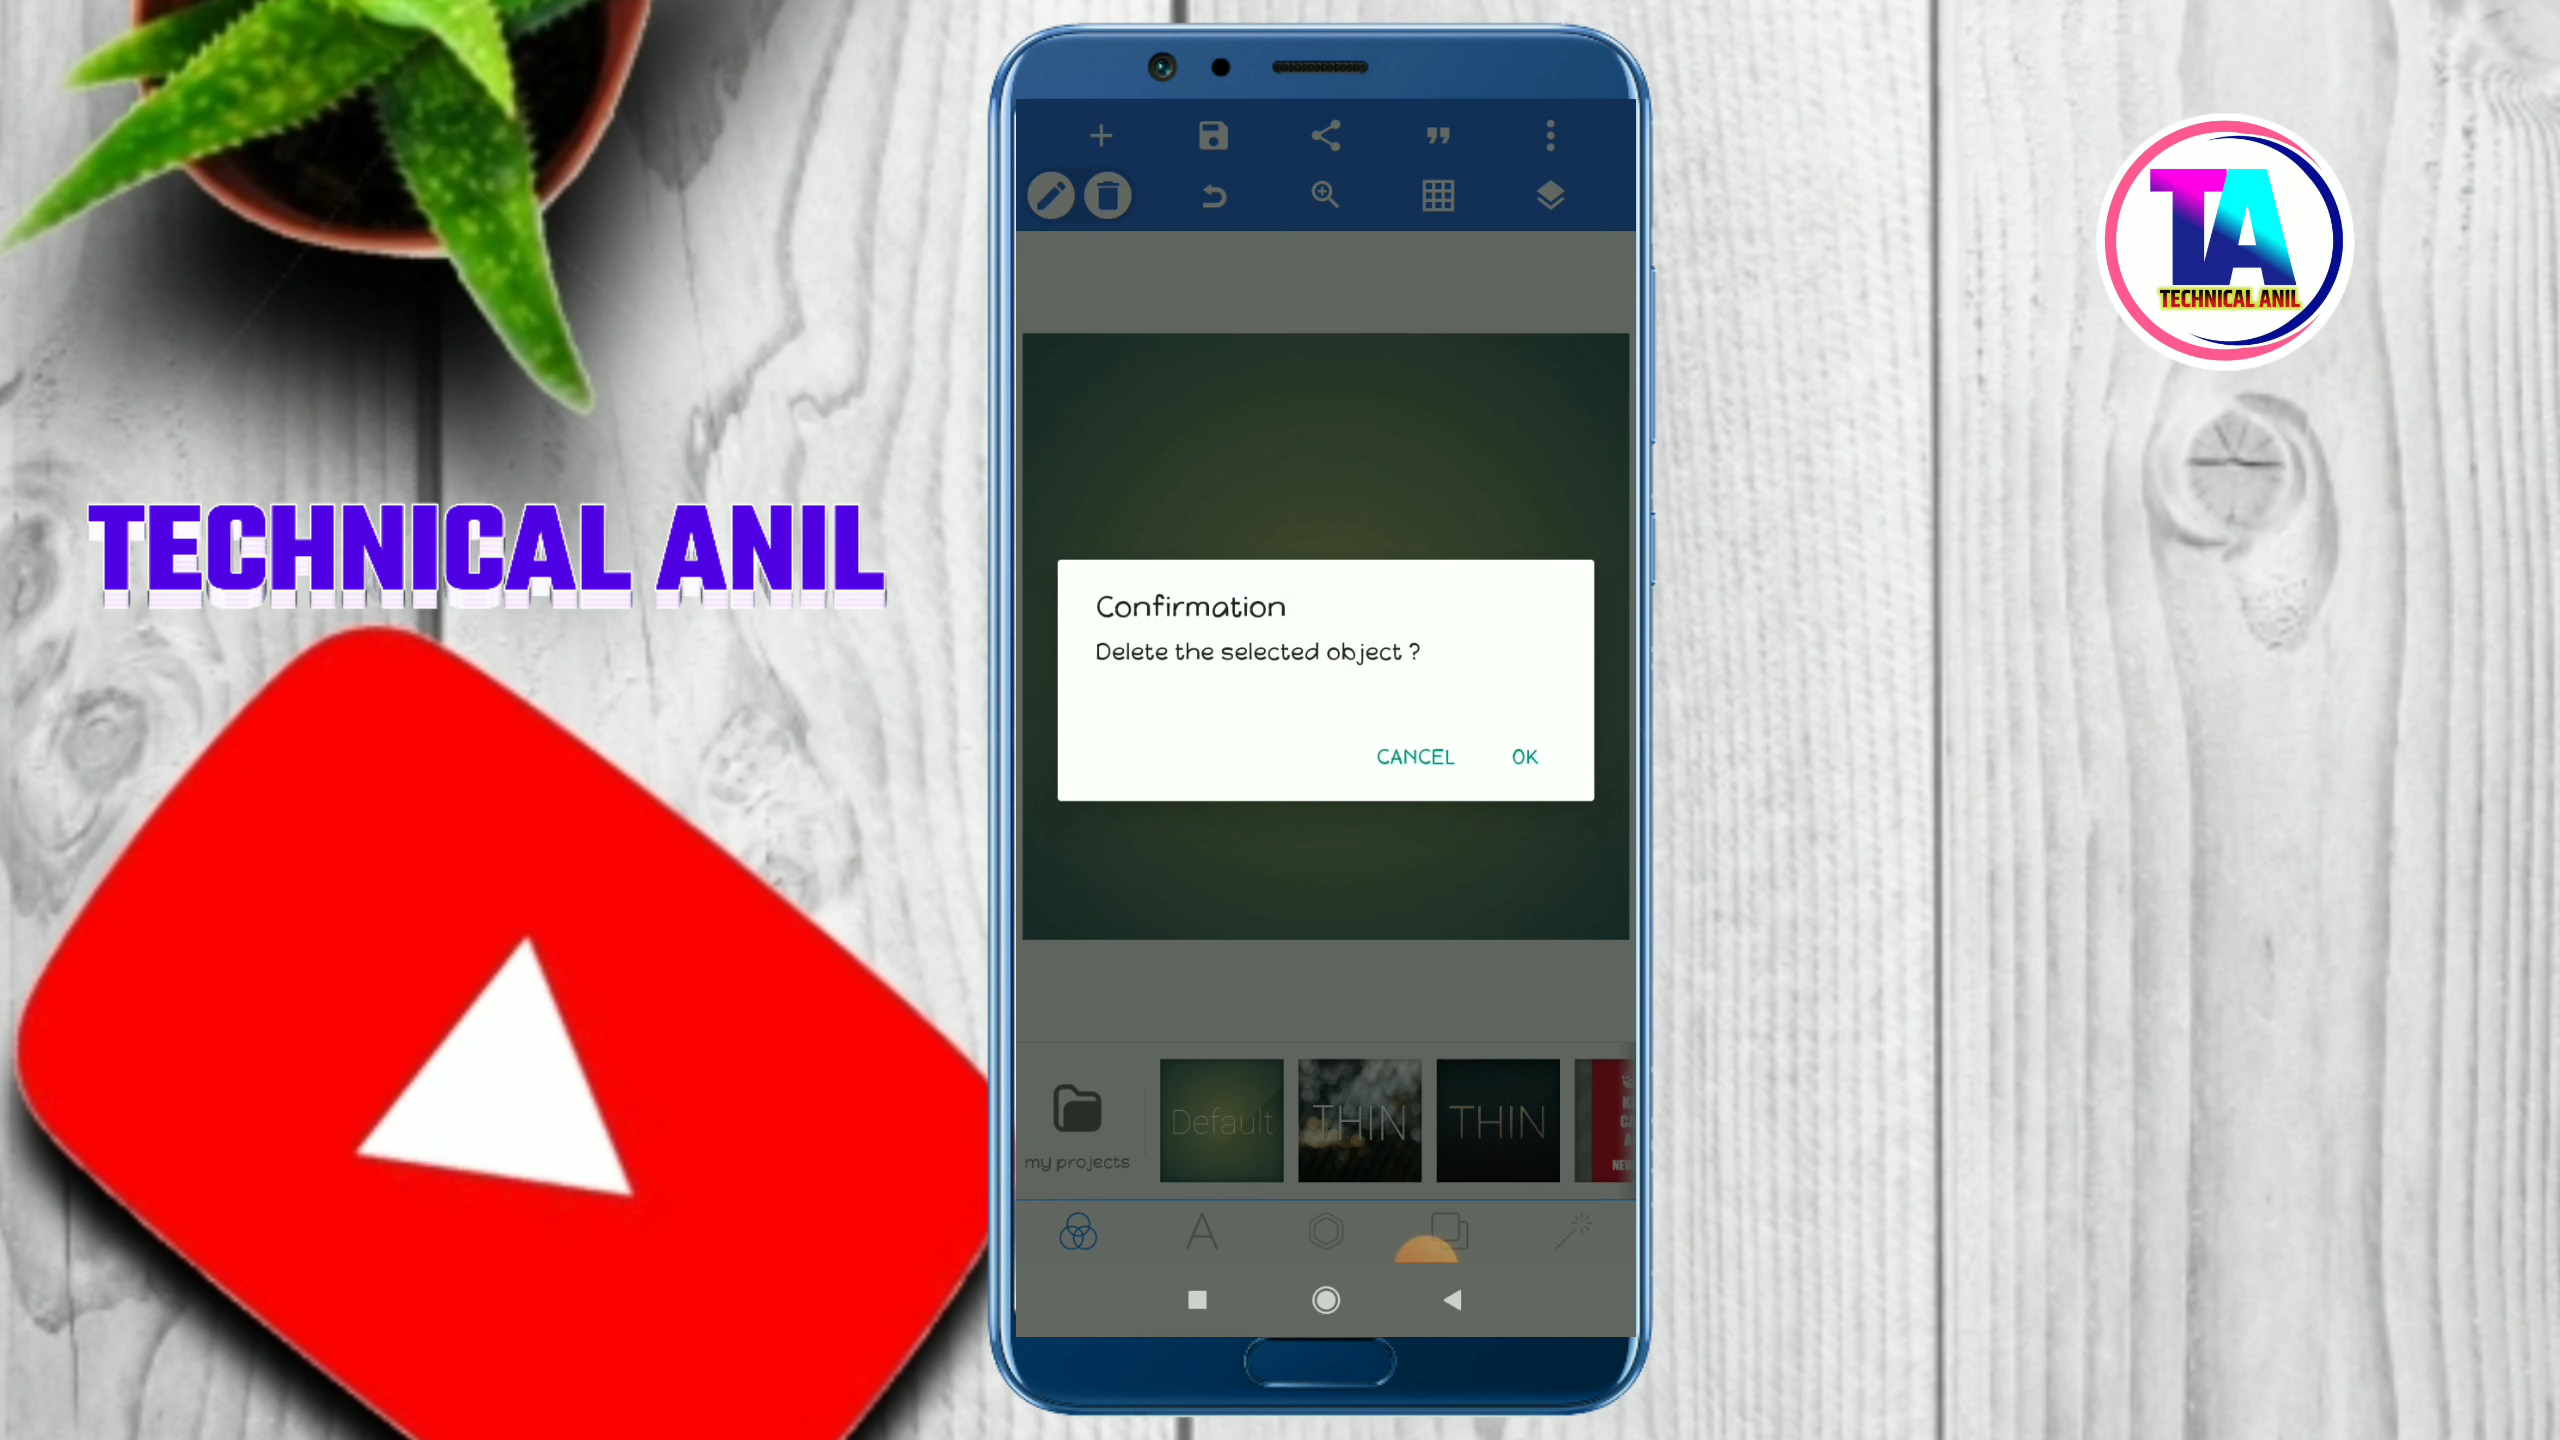 TA
TECHNICAL ANIL
TECHNICAL ANIL
Confirmation
Delete the selected object ?
CANCEL OK
my projects
Default
THIN
THIN